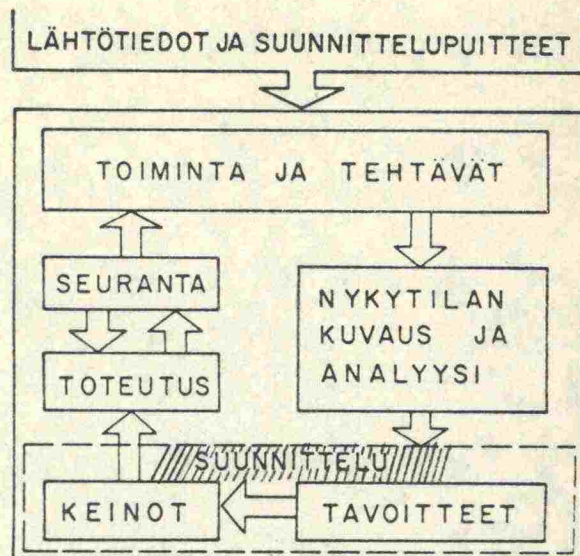 LÄHTÖTIEDOT JA SUUNNITTELUPUITTEET
TOIMINTA JA TEHTÄVÄT
SEURANTA
NYKYTILAN
KUVAUS JA
ANALYYSI
TOTEUTUS
SUUNNITTELU
KEINOT
TAVOITTEET